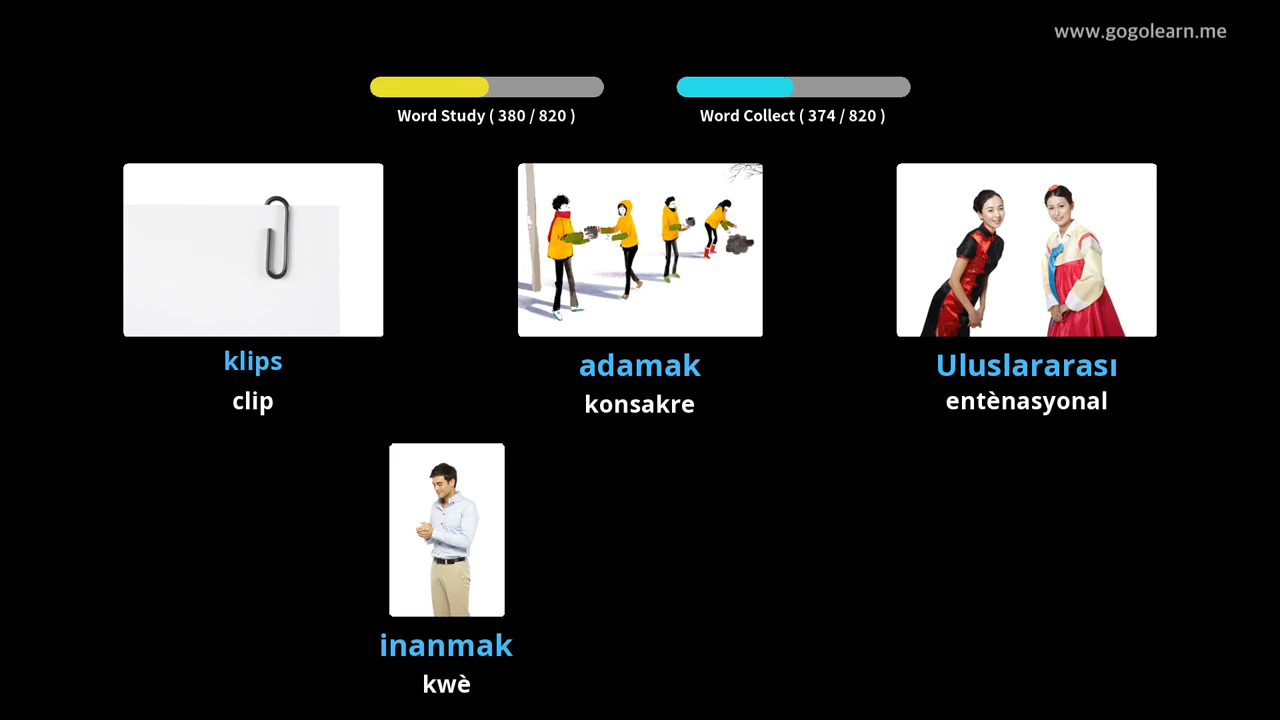 www.gogolearn.me
Word Study ( 380 / 820 )
Word Collect ( 374 / 820 )
klips
clip
adamak
konsakre
Uluslararası
entènasyonal
inanmak
kwè